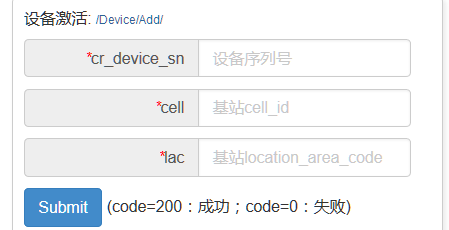 设备激活: /Device/Add/
*cr_device_sn 设备序列号
*cell 基站cell_id
*lac 基站location_area_code
Submit (code=200：成功；code=0：失败)